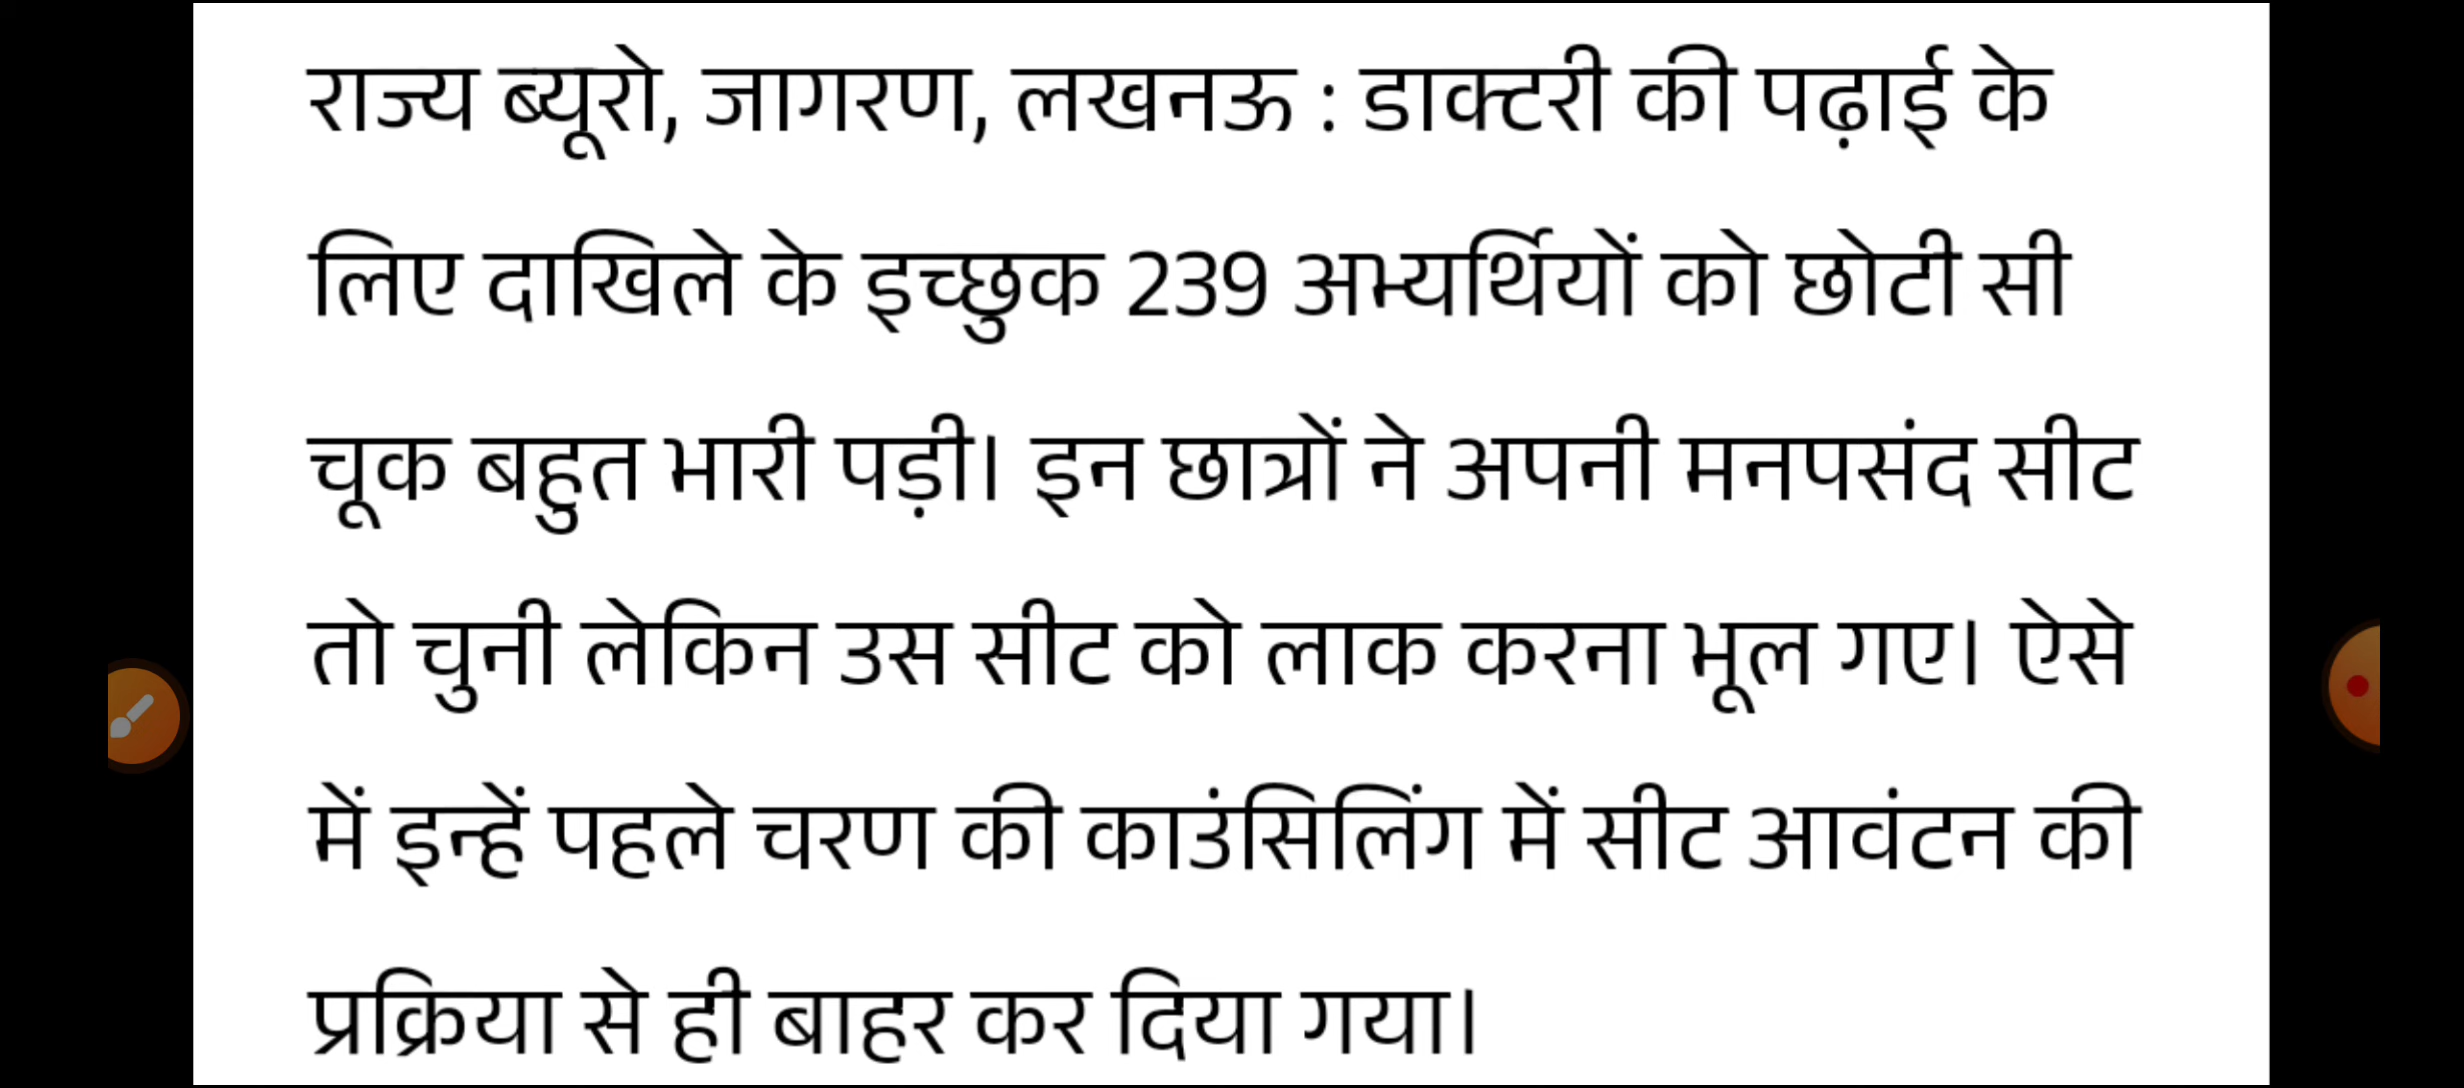 राज्य ब्यूरो, जागरण, लखनऊ : डाक्टरी की पढ़ाई के
लिए दाखिले के इच्छुक 239 अभ्यर्थियों को छोटी सी
चूक बहुत भारी पड़ी। इन छात्रों ने अपनी मनपसंद सीट
तो चुनी लेकिन उस सीट को लाक करना भूल गए। ऐसे
में इन्हें पहले चरण की काउंसिलिंग में सीट आवंटन की
प्रक्रिया से ही बाहर कर दिया गया।